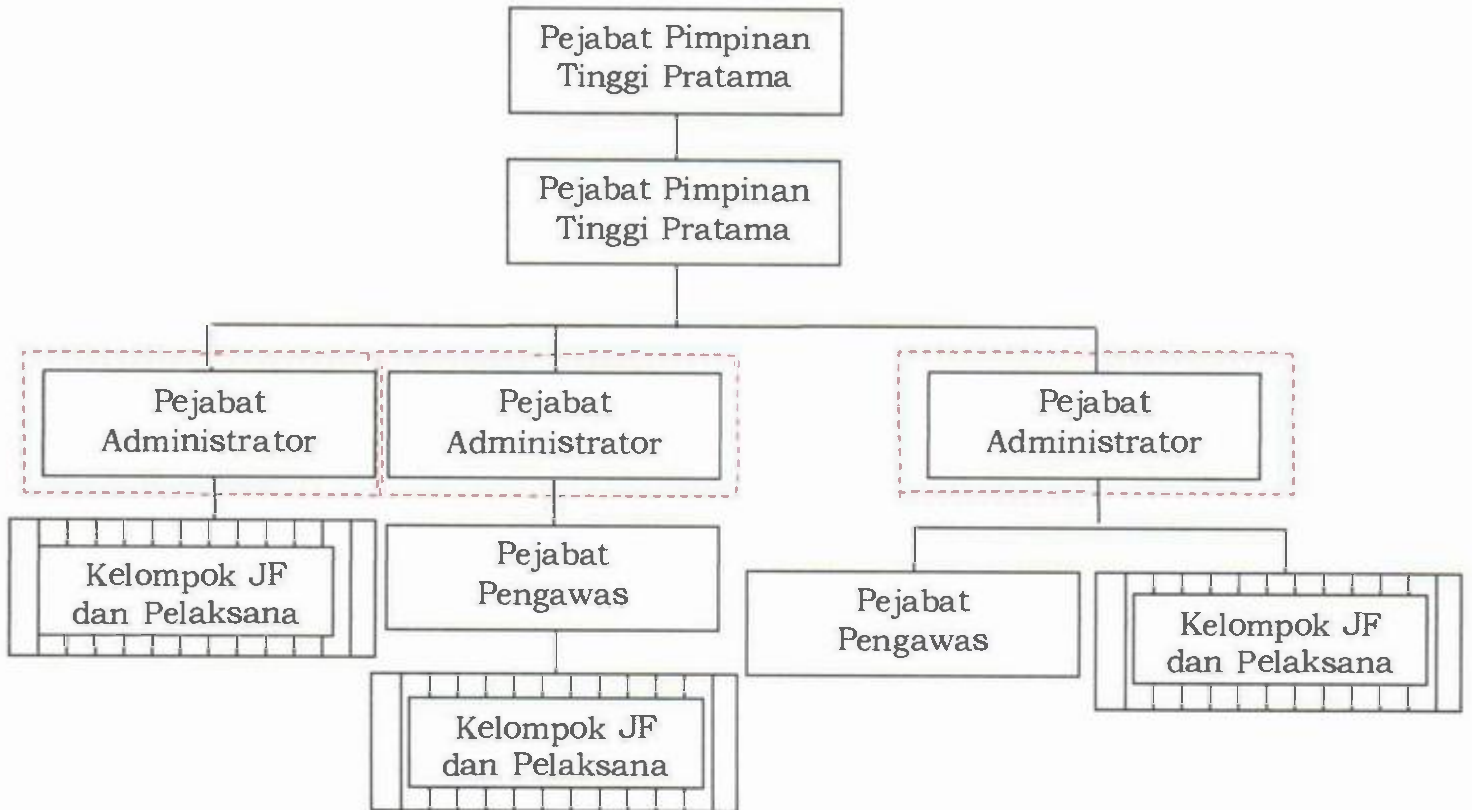 Pejabat Pimpinan
Tinggi Pratama
Pejabat Pimpinan
Tinggi Pratama
Pejabat
Administrator
Pejabat
Administrator
Pejabat
Administrator
Kelompok JF
dan Pelaksana
Pejabat
Pengawas
Kelompok JF
dan Pelaksana
Pejabat
Pengawas
Kelompok JF
dan Pelaksana